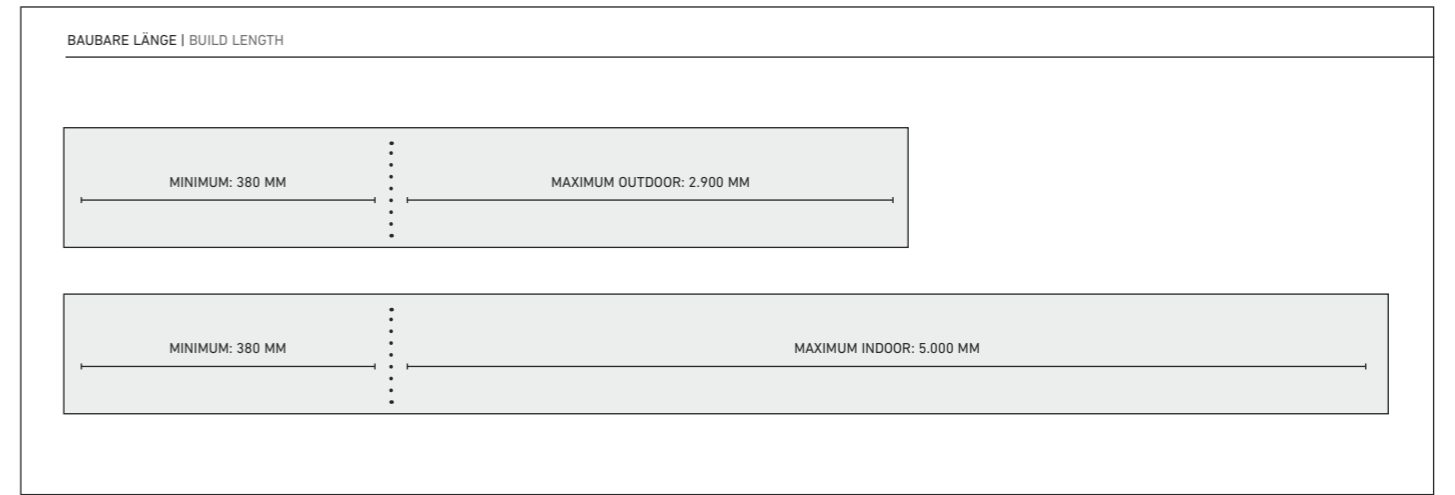 BAUBARE LÄNGE | BUILD LENGTH
MINIMUM: 380 MM
MAXIMUM OUTDOOR: 2.900 MM
MINIMUM: 380 MM
MAXIMUM INDOOR: 5.000 MM